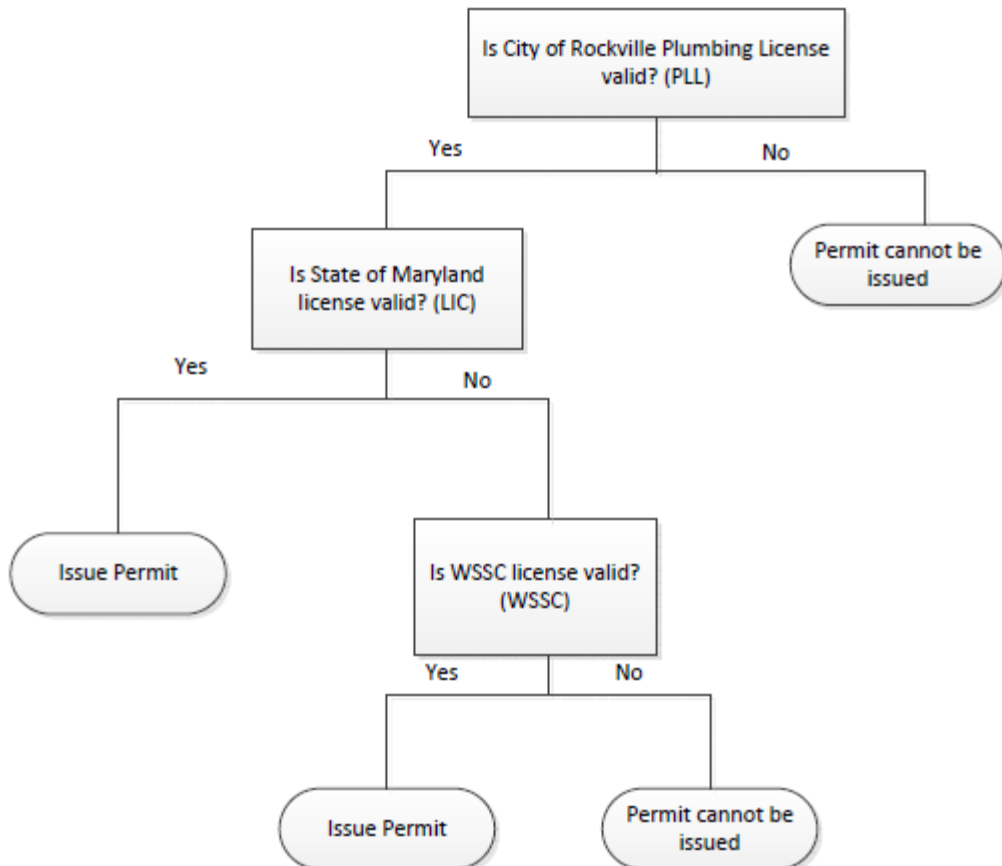 Is City of Rockville Plumbing License
valid? (PLL)
Yes
No
Is State of Maryland
license valid? (LIC)
Permit cannot be
issued
Yes
No
Issue Permit
Is WSSC license valid?
(WSSC)
Yes
No
Issue Permit
Permit cannot be
issued